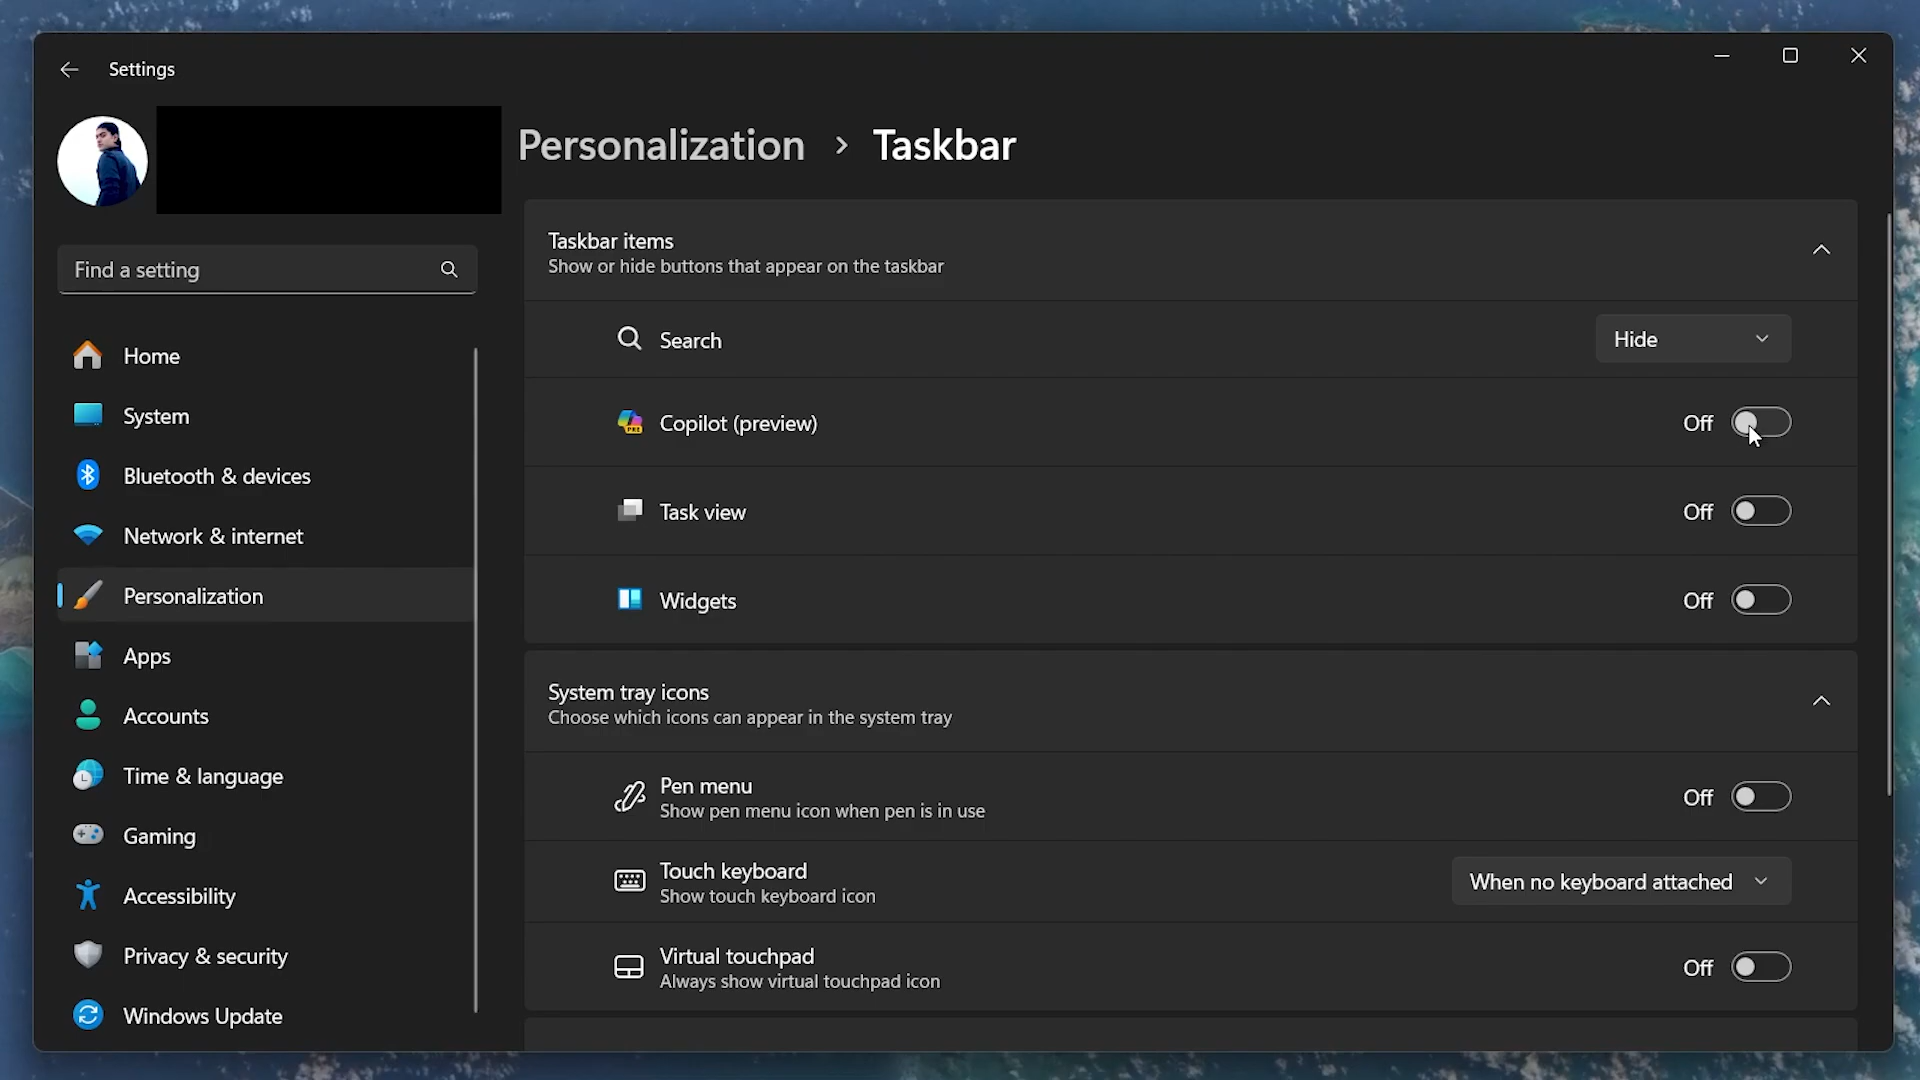 Settings
Personalization > Taskbar
Find a setting
Home
System
Bluetooth & devices
Network & internet
Personalization
Apps
Accounts
Time & language
Gaming
Accessibility
Privacy & security
Windows Update
Taskbar items
Show or hide buttons that appear on the taskbar
Search
Hide
Copilot (preview)
PRE
Off
Task view
Off
Widgets
Off
System tray icons
Choose which icons can appear in the system tray
Pen menu
Show pen menu icon when pen is in use
Off
Touch keyboard
Show touch keyboard icon
When no keyboard attached
Virtual touchpad
Always show virtual touchpad icon
Off